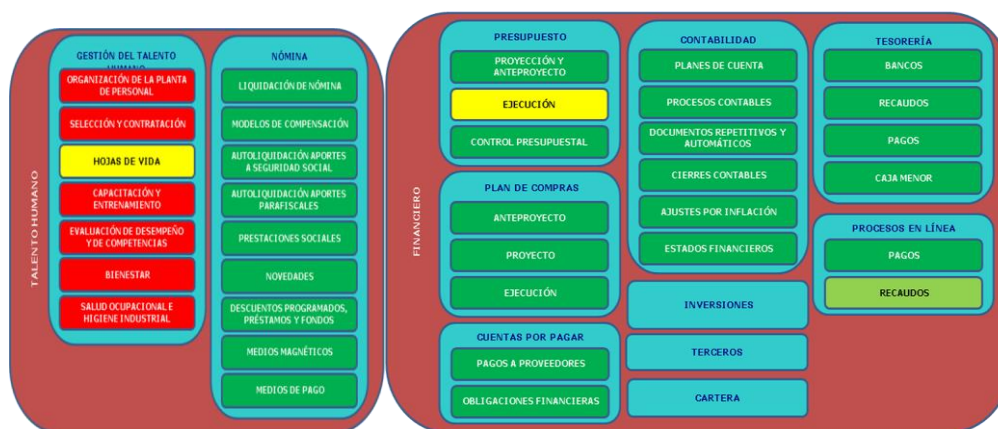 TALENTO HUMANO
GESTIÓN DEL TALENTO
HUMANO
ORGANIZACIÓN DE LA PLANTA
DE PERSONAL
SELECCIÓN Y CONTRATACIÓN
HOJAS DE VIDA
CAPACITACIÓN Y
ENTRENAMIENTO
EVALUACIÓN DE DESEMPEÑO
Y DE COMPETENCIAS
BIENESTAR
SALUD OCUPACIONAL E
HIGIENE INDUSTRIAL
NÓMINA
LIQUIDACIÓN DE NÓMINA
MODELOS DE COMPENSACIÓN
AUTOLIQUIDACIÓN APORTES
A SEGURIDAD SOCIAL
AUTOLIQUIDACIÓN APORTES
PARAFISCALES
PRESTACIONES SOCIALES
NOVEDADES
DESCUENTOS PROGRAMADOS,
PRÉSTAMOS Y FONDOS
MEDIOS MAGNÉTICOS
MEDIOS DE PAGO
FINANCIERO
PRESUPUESTO
PROYECCIÓN Y
ANTEPROYECTO
EJECUCIÓN
CONTROL PRESUPUESTAL
PLAN DE COMPRAS
ANTEPROYECTO
PROYECTO
EJECUCIÓN
CUENTAS POR PAGAR
PAGOS A PROVEEDORES
OBLIGACIONES FINANCIERAS
CONTABILIDAD
PLANES DE CUENTA
PROCESOS CONTABLES
DOCUMENTOS REPETITIVOS Y
AUTOMÁTICOS
CIERRES CONTABLES
AJUSTES POR INFLACIÓN
ESTADOS FINANCIEROS
INVERSIONES
TERCEROS
CARTERA
TESORERÍA
BANCOS
RECAUDOS
PAGOS
CAJA MENOR
PROCESOS EN LÍNEA
PAGOS
RECAUDOS